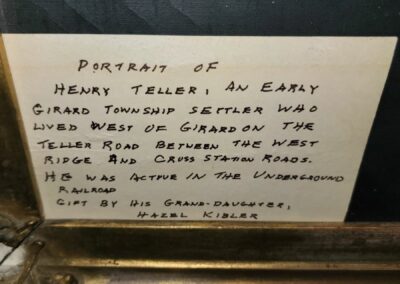 PORTRAIT OF
HENRY TELLER, AN EARLY
GIRARD TOWNSHIP SETTLER WHO
LIVED WEST OF GIRARD ON THE
TELLER ROAD BETWEEN THE WEST
RIDGE AND CROSS STATION ROADS.
HE WAS ACTIVE IN THE UNDERGROUND
RAILROAD
GIFT BY HIS GRAND-DAUGHTER,
HAZEL KIBLER